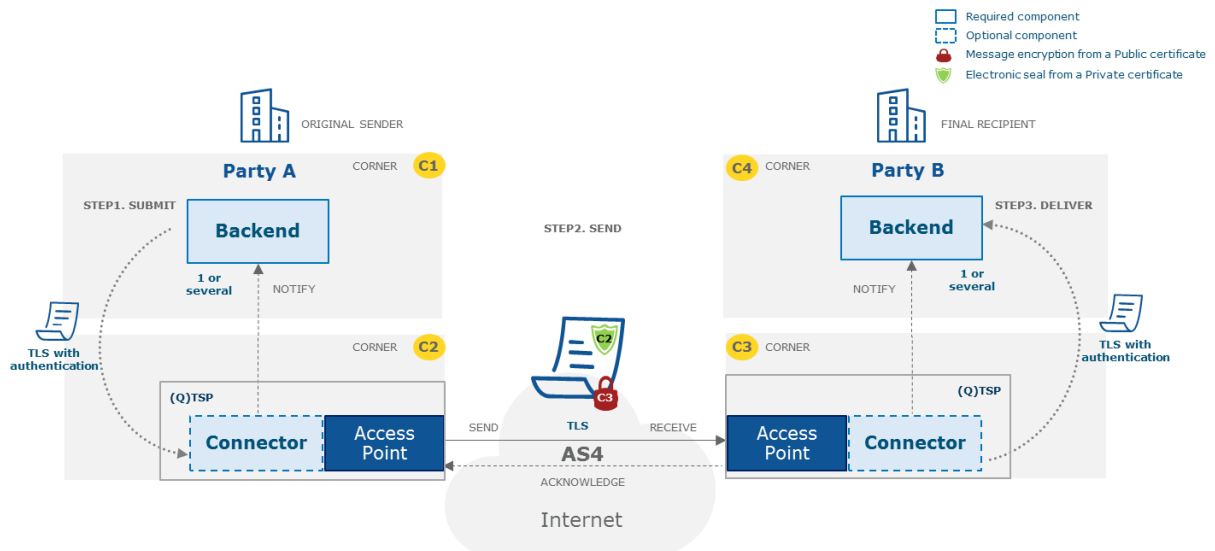 Required component
Optional component
Message encryption from a Public certificate
Electronic seal from a Private certificate
ORIGINAL SENDER
FINAL RECIPIENT
CORNER
C1
Party A
STEP1. SUBMIT
Backend
1 or
several
NOTIFY
C4
CORNER
Party B
STEP3. DELIVER
Backend
1 or
several
NOTIFY
STEP2. SEND
TLS with
authentication
TLS with
authentication
CORNER
C2
(Q)TSP
Connector
Access
Point
C2
C3
SEND
TLS
RECEIVE
AS4
ACKNOWLEDGE
Internet
C3
CORNER
(Q)TSP
Access
Point
Connector